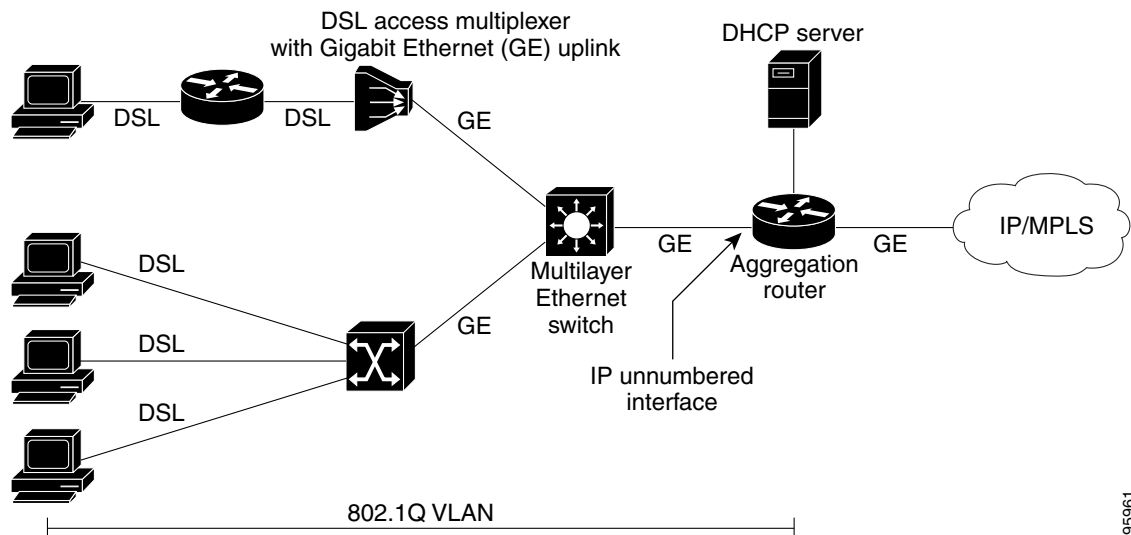 DSL access multiplexer
with Gigabit Ethernet (GE) uplink
DHCP server
DSL
DSL
GE
IP/MPLS
DSL
GE
GE
Multilayer
Ethernet
switch
Aggregation
router
GE
DSL
IP unnumbered
interface
DSL
802.1Q VLAN
95961